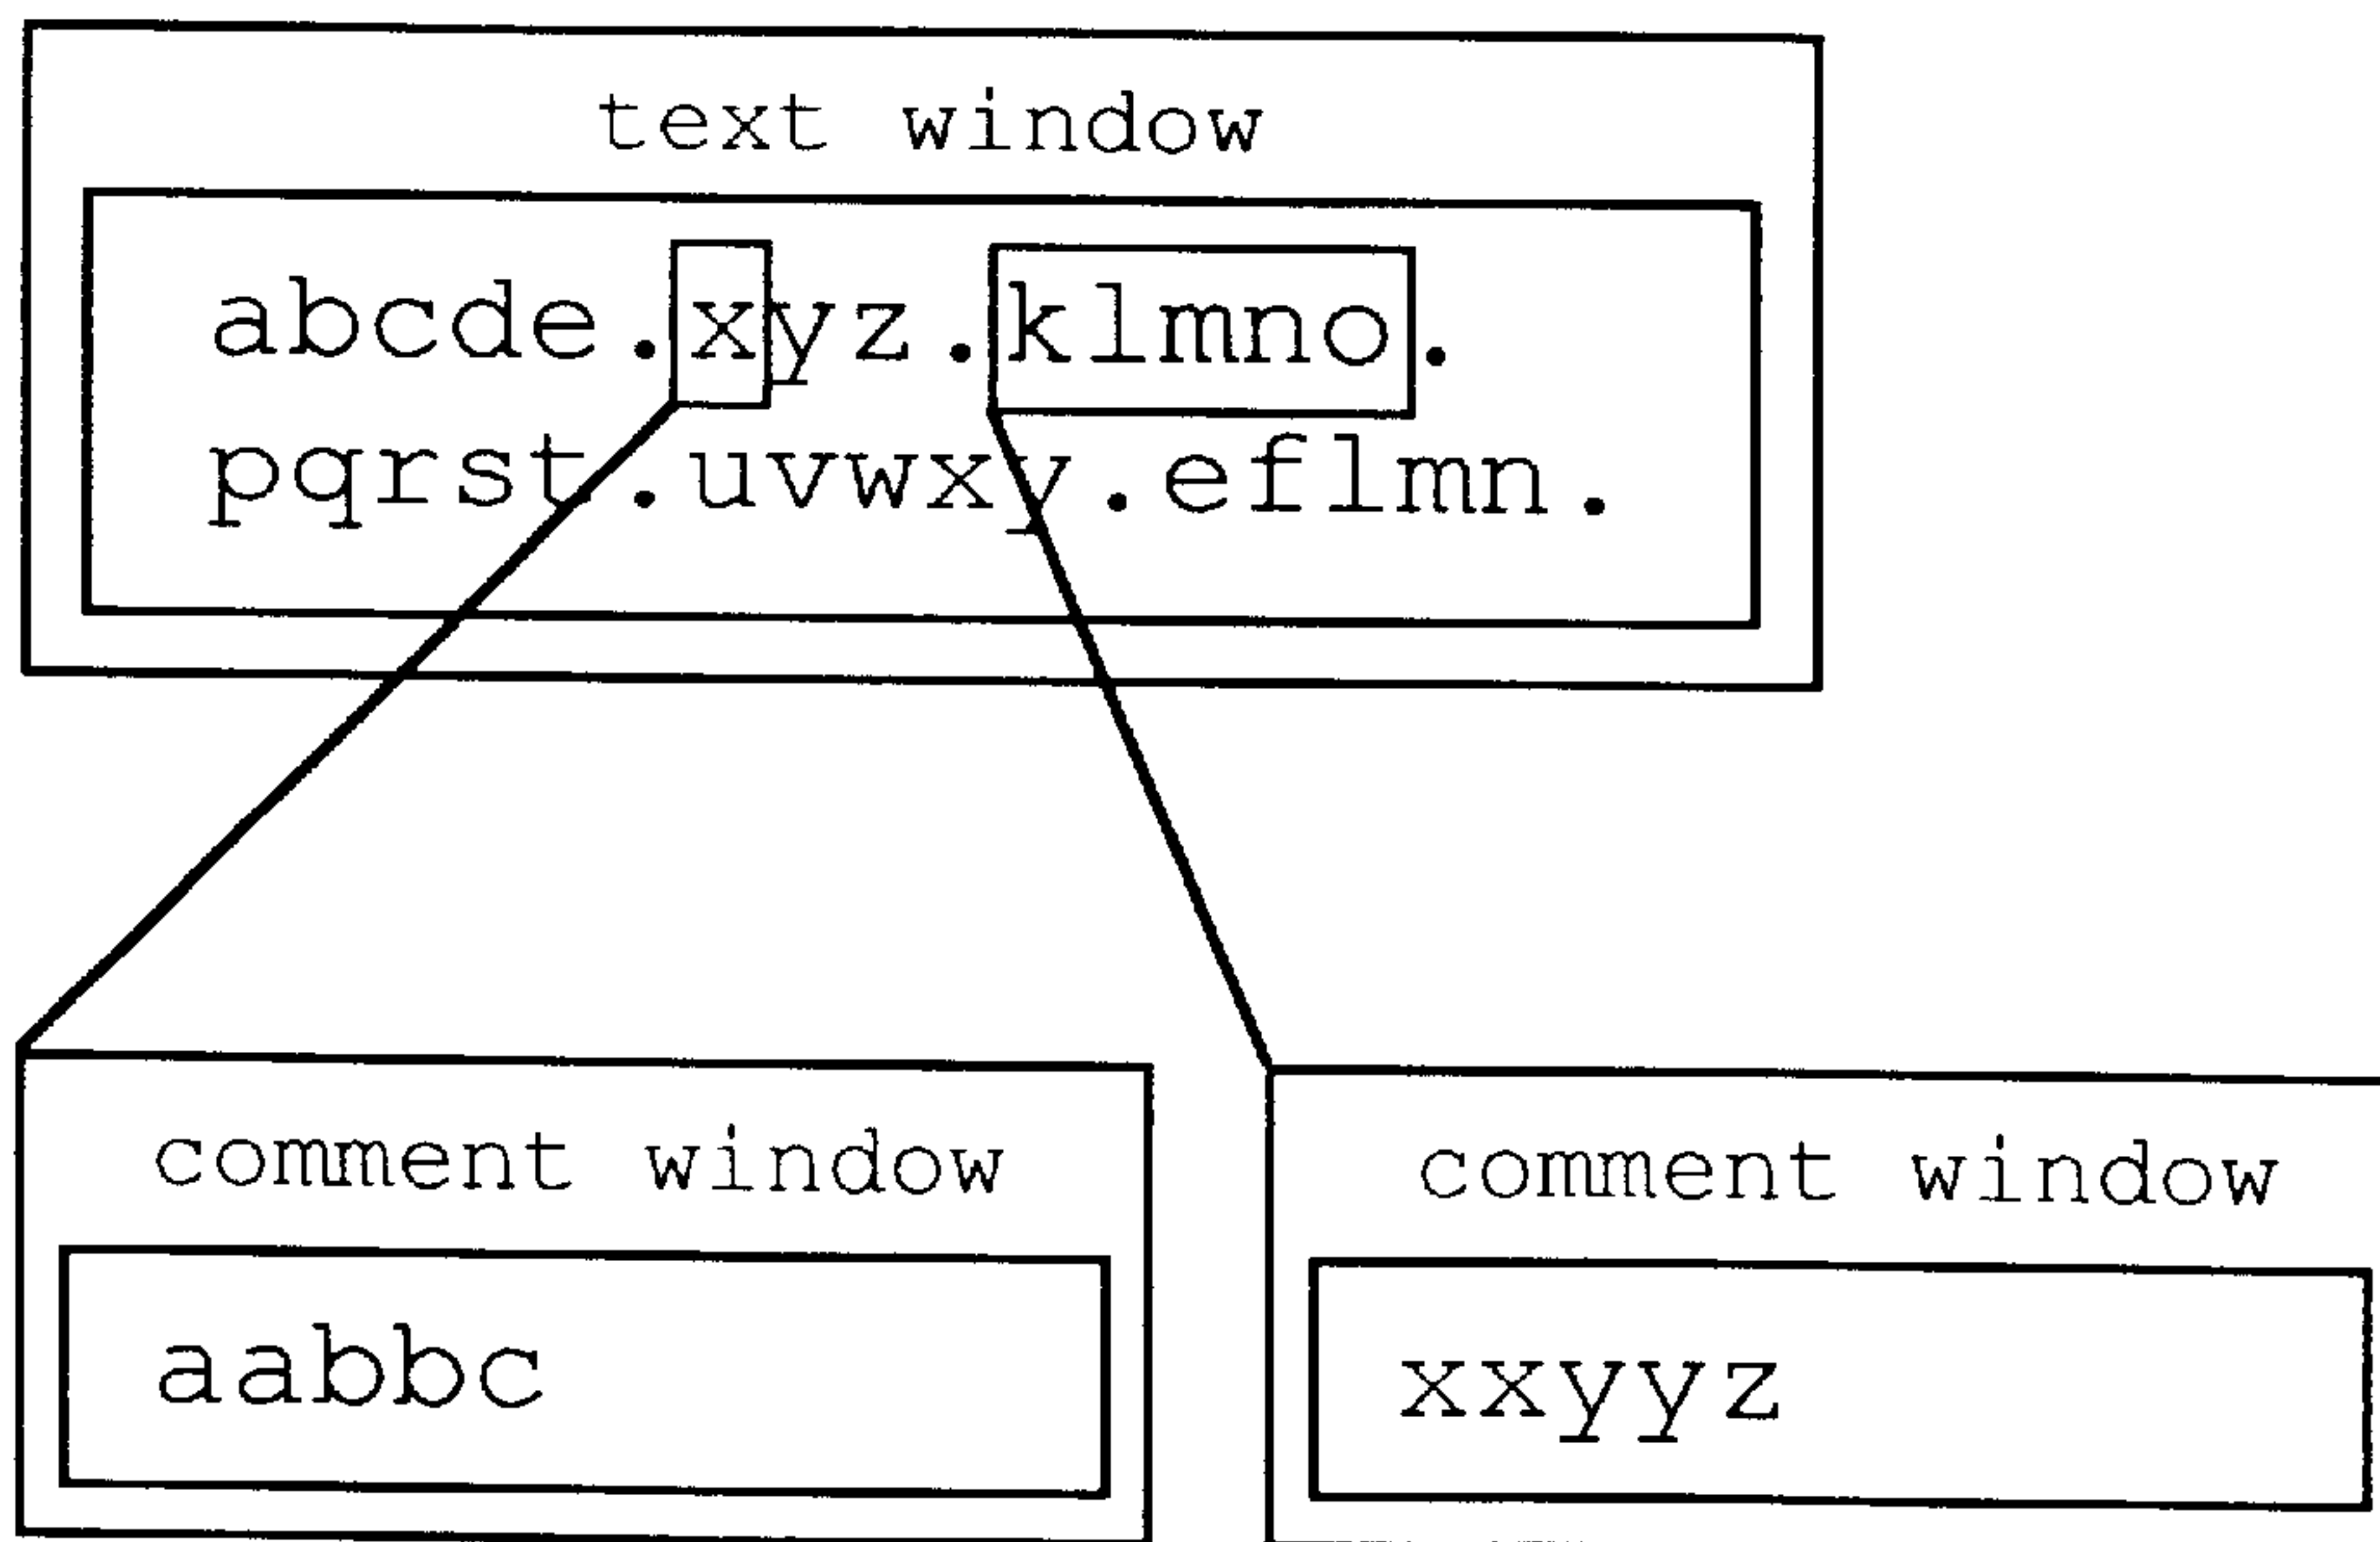 text window
abcde.xyz.klmno.
pqrst.uvwxy.eflmn.
comment window
aabbc
comment window
xxyyz